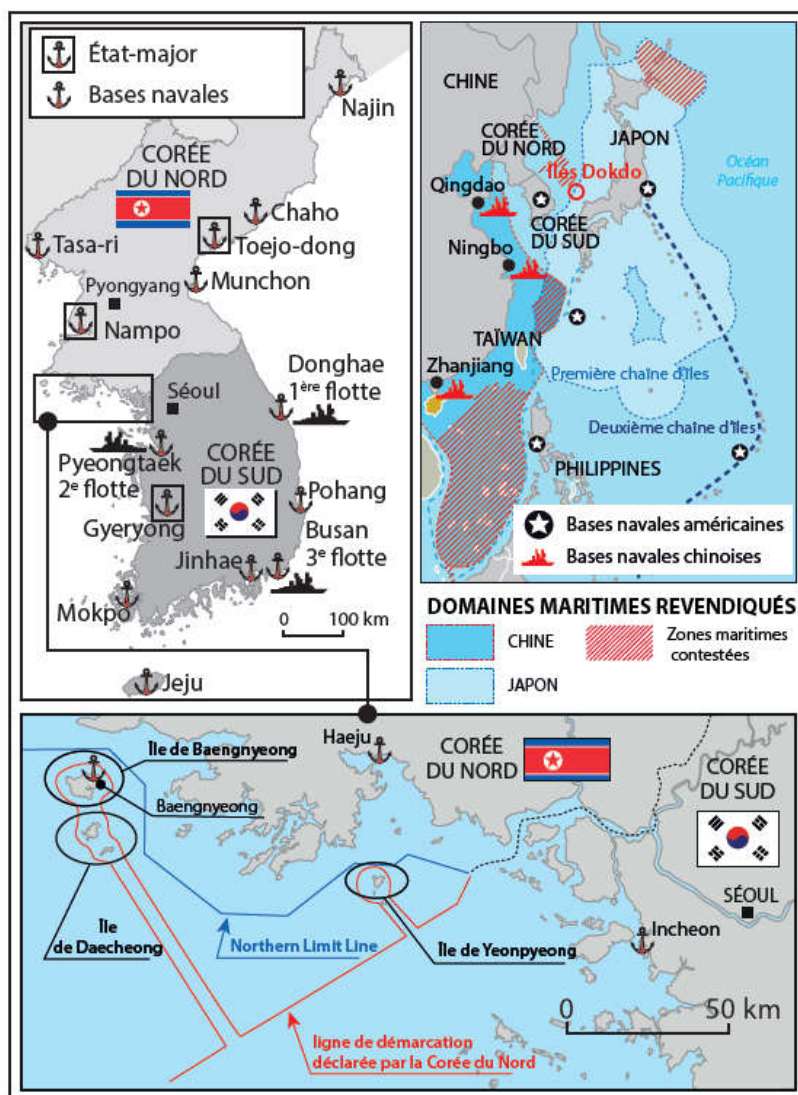 État-major
Bases navales
Najin
CORÉE
DU NORD
Chaho
Tasa-ri
Toejo-dong
Munchon
Pyongyang
Nampo
Donghae
1ère flotte
Séoul
Pyeongtaek
2e flotte
CORÉE
DU SUD
Pohang
Gyeryong
Busan
3e flotte
Jinhae
Mokpo
0 100 km
Jeju
CHINE
CORÉE
DU NORD
JAPON
Îles Dokdo
Océan
Pacifique
Qingdao
CORÉE
DU SUD
Ningbo
TAÏWAN
Zhanjiang
Première chaîne d'îles
Deuxième chaîne d'îles
PHILIPPINES
Bases navales américaines
Bases navales chinoises
DOMAINES MARITIMES REVENDIQUÉS
CHINE
Zones maritimes
contestées
JAPON
Île de Baengnyeong
Baengnyeong
Haeju
CORÉE
DU NORD
CORÉE
DU SUD
SÉOUL
Île
de Daecheong
Northern Limit Line
Île de Yeonpyeong
Incheon
0 50 km
ligne de démarcation
déclarée par la Corée du Nord